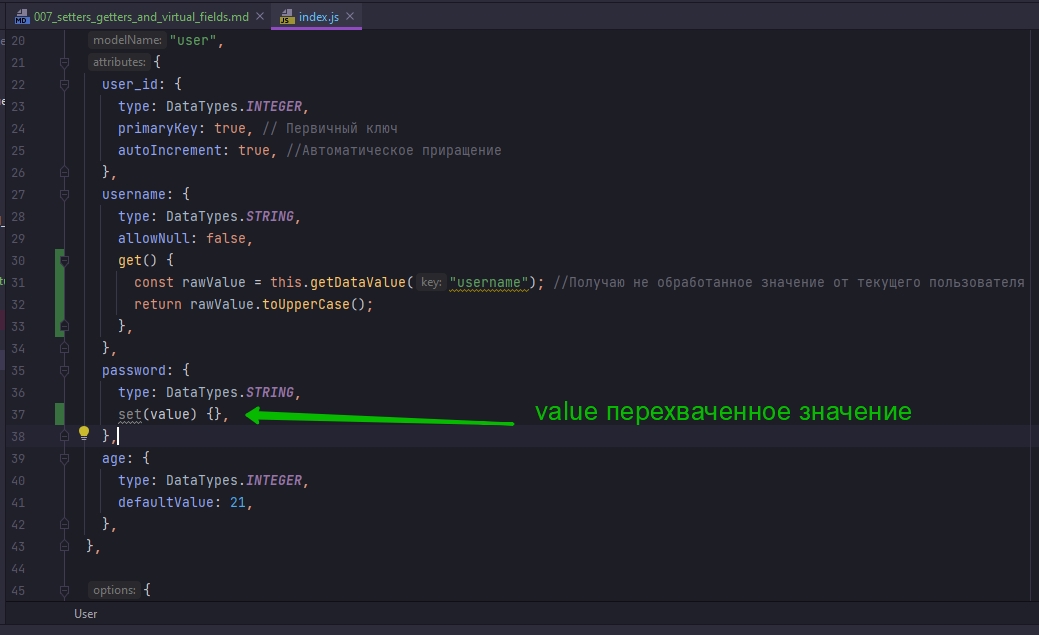 007_setters_getters_and_virtual_fields.md
index.js
20 modelName: "user",
21 attributes: {
22 user_id: {
23 type: DataTypes.INTEGER,
24 primaryKey: true, // Первичный ключ
25 autoIncrement: true, //Автоматическое приращение
26 },
27 username: {
28 type: DataTypes.STRING,
29 allowNull: false,
30 get() {
31 const rawValue = this.getDataValue( key: "username"); //Получаю не обработанное значение от текущего пользователя
32 return rawValue.toUpperCase();
33 },
34 },
35 password: {
36 type: DataTypes.STRING,
37 set(value) {}, value перехваченное значение
38 },
39 age: {
40 type: DataTypes.INTEGER,
41 defaultValue: 21,
42 },
43 },
44
45 options: {
User